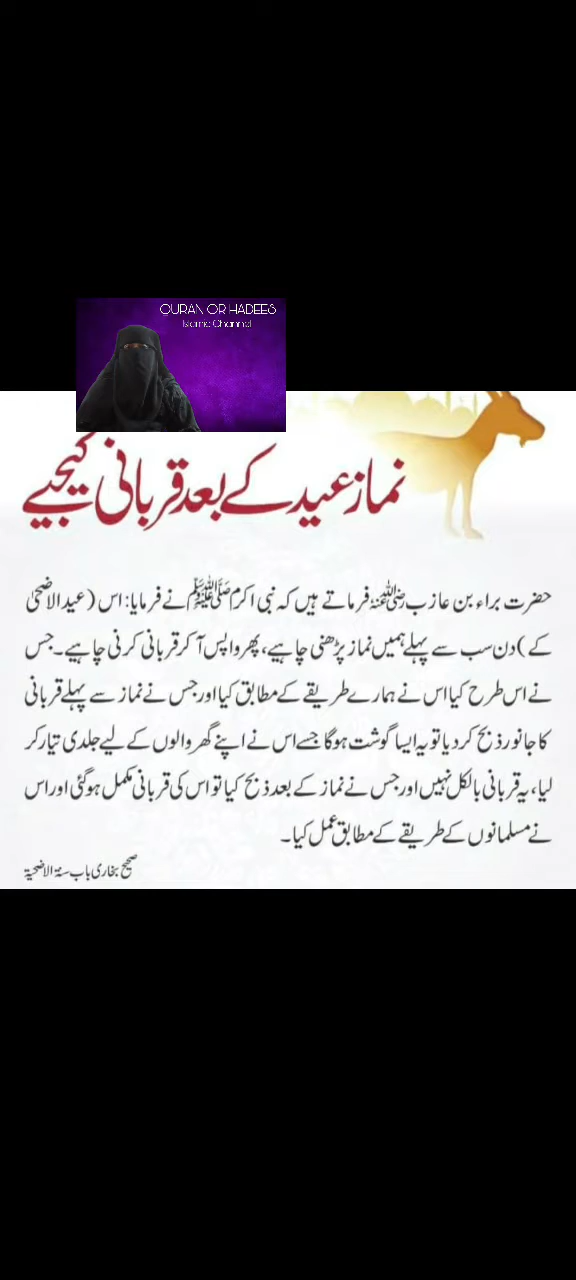 QURAN OR HADEES
Islamic Channel
نماز عید کے بعد قربانی کیجیے
حضرت براء بن عازب رضی اللہ عنہ فرماتے ہیں کہ نبی اکرم ﷺ نے فرمایا: اس (عید الاضحیٰ
کے) دن سب سے پہلے ہمیں نماز پڑھنی چاہیے، پھر واپس آ کر قربانی کرنی چاہیے۔ جس
نے اس طرح کیا اس نے ہمارے طریقے کے مطابق کیا اور جس نے نماز سے پہلے قربانی
کا جانور ذبح کر دیا تو یہ ایسا گوشت ہوگا جسے اس نے اپنے گھر والوں کے لیے جلدی تیار کر
لیا، یہ قربانی بالکل نہیں اور جس نے نماز کے بعد ذبح کیا تو اس کی قربانی مکمل ہوگئی اور اس
نے مسلمانوں کے طریقے کے مطابق عمل کیا۔
صحیح بخاری باب سنۃ الاضحیۃ